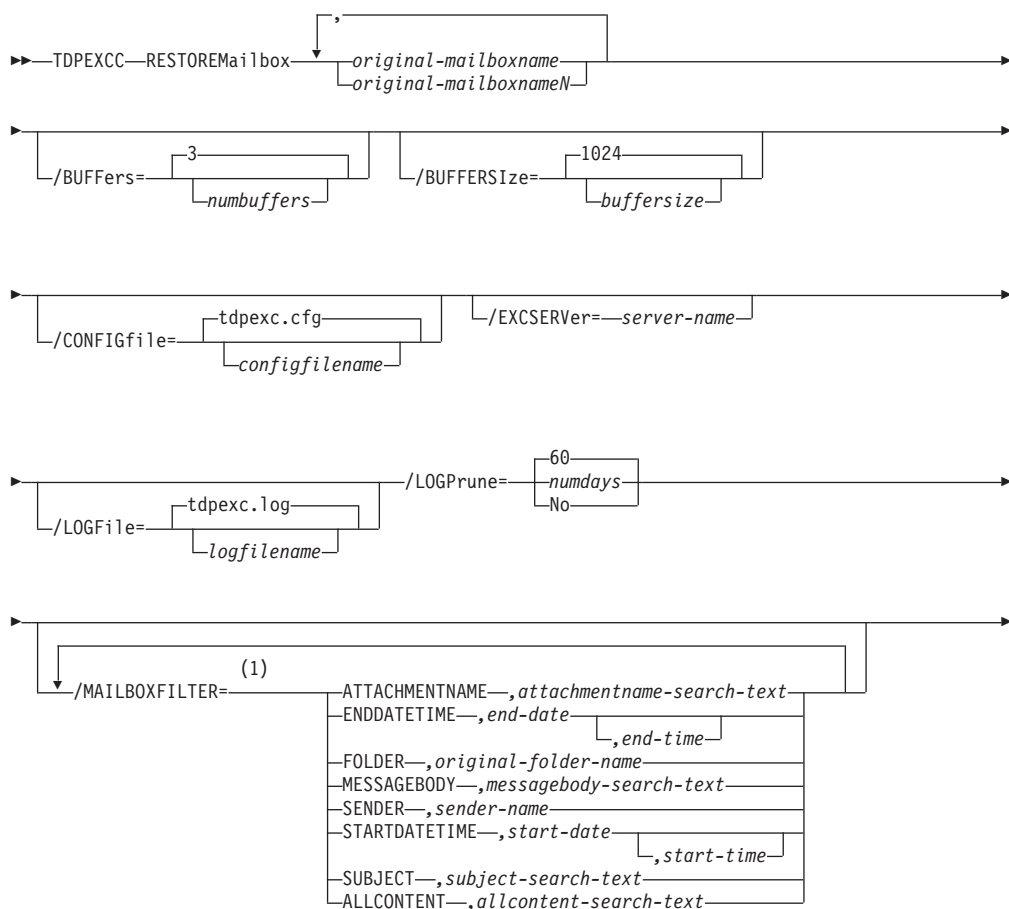 ,
TDPEXCC RESTOREMailbox original-mailboxname
original-mailboxnameN
3
/BUFFers= numbuffers
1024
/BUFFERSIze= buffersize
tdpexc.cfg
/CONFIGfile= configfilename
/EXCSERVer= server-name
tdpexc.log
/LOGFile= logfilename
60
/LOGPrune= numdays
No
(1)
/MAILBOXFILTER= ATTACHMENTNAME ,attachmentname-search-text
ENDDATETIME ,end-date
,end-time
FOLDER ,original-folder-name
MESSAGEBODY ,messagebody-search-text
SENDER ,sender-name
STARTDATETIME ,start-date
,start-time
SUBJECT ,subject-search-text
ALLCONTENT ,allcontent-search-text